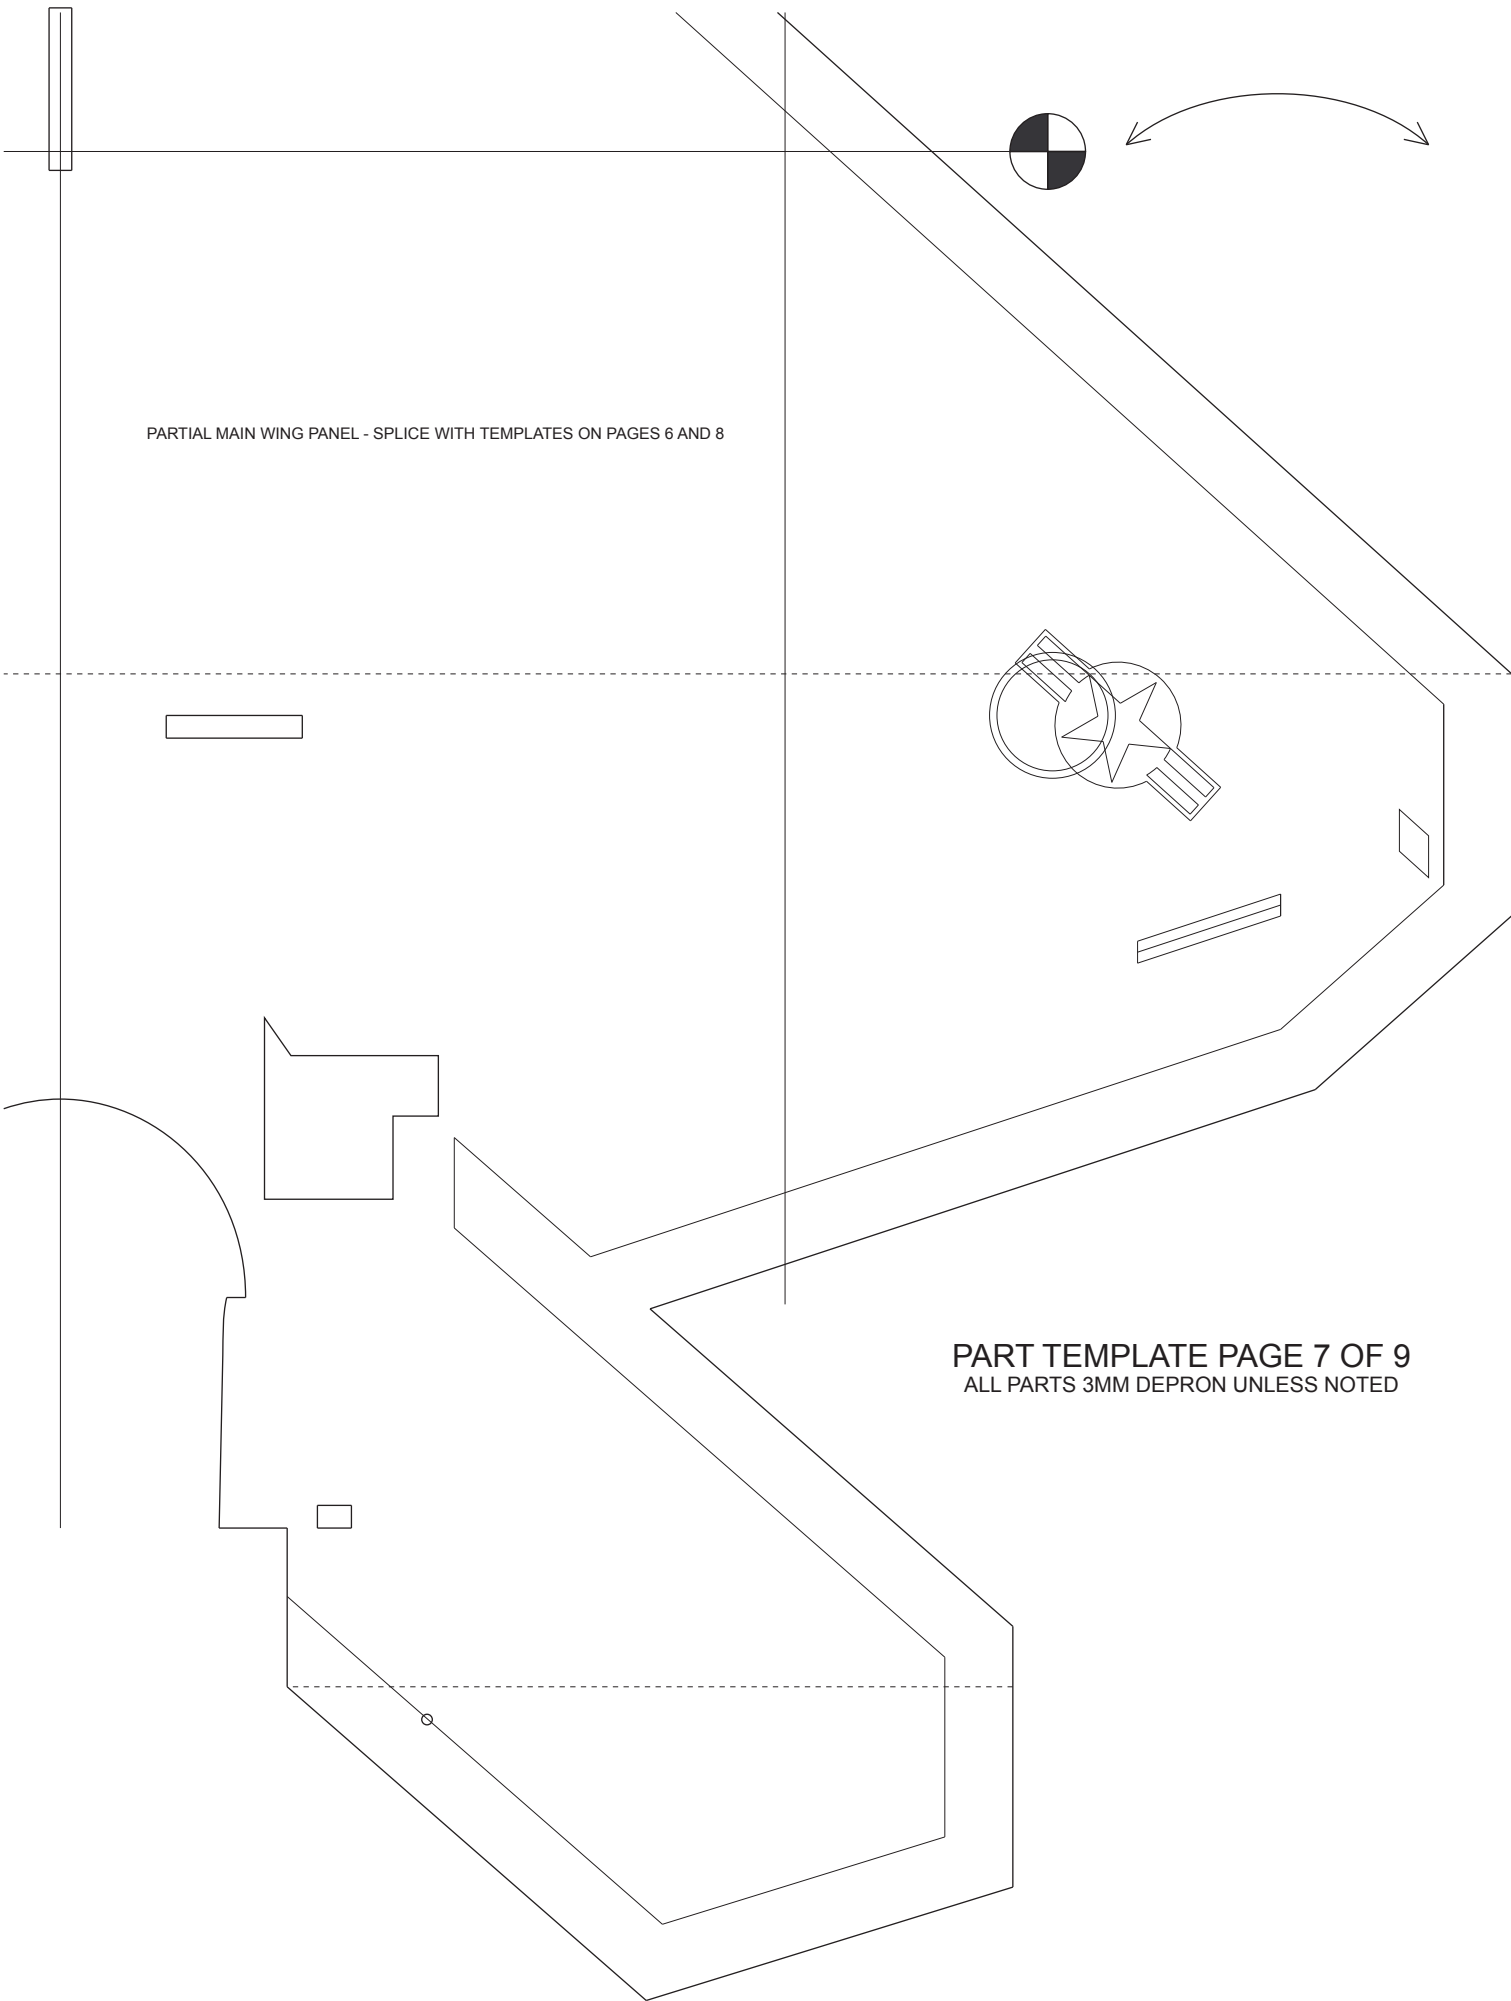 PARTIAL MAIN WING PANEL - SPLICE WITH TEMPLATES ON PAGES 6 AND 8
PART TEMPLATE PAGE 7 OF 9
ALL PARTS 3MM DEPRON UNLESS NOTED